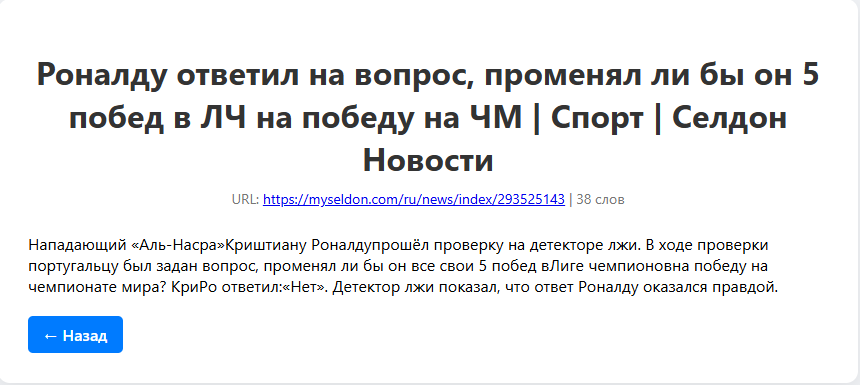 Роналду ответил на вопрос, променял ли бы он 5
побед в ЛЧ на победу на ЧМ | Спорт | Селдон
Новости
URL: https://myseldon.com/ru/news/index/293525143 | 38 слов
Нападающий «Аль-Насра»Криштиану Роналдупрошёл проверку на детекторе лжи. В ходе проверки
португальцу был задан вопрос, променял ли бы он все свои 5 побед вЛиге чемпионовна победу на
чемпионате мира? КриРо ответил:«Нет». Детектор лжи показал, что ответ Роналду оказался правдой.
← Назад